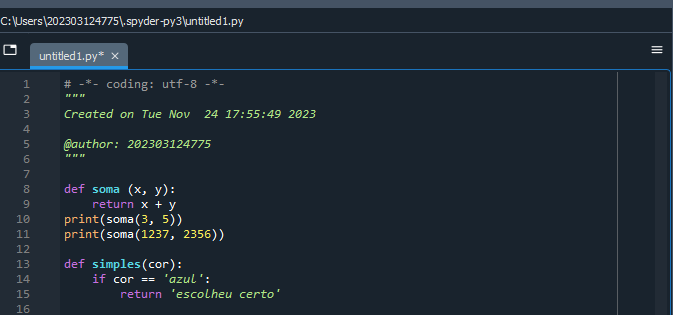 C:\Users\202303124775\.spyder-py3\untitled1.py
untitled1.py* ×
1 # -*- coding: utf-8 -*-
2 """
3 Created on Tue Nov  24 17:55:49 2023
4
5 @author: 202303124775
6 """
7
8 def soma (x, y):
9     return x + y
10 print(soma(3, 5))
11 print(soma(1237, 2356))
12
13 def simples(cor):
14     if cor == 'azul':
15         return 'escolheu certo'
16